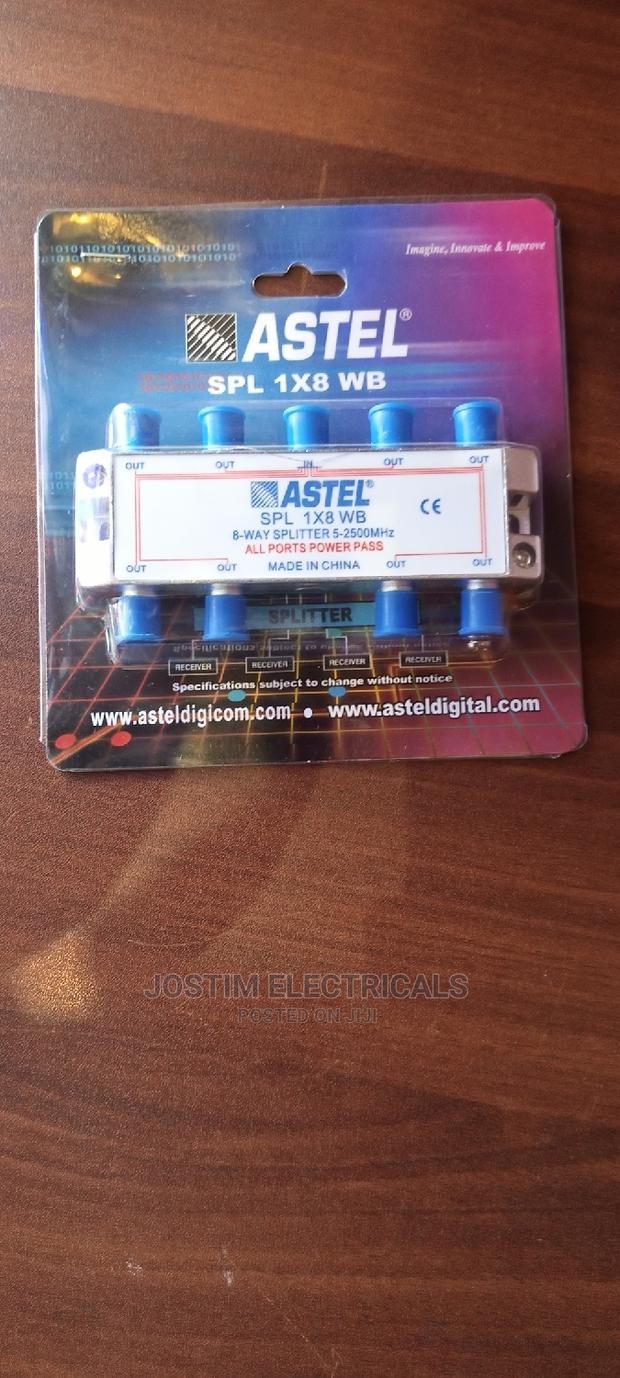 1010110101010101010101010
Imagine, Innovate & Improve
ASTEL®
SPL 1X8 WB
OUT OUT IN OUT OUT
ASTEL®
SPL 1X8 WB
CE
8-WAY SPLITTER 5-2500MHz
ALL PORTS POWER PASS
OUT OUT MADE IN CHINA OUT OUT
SPLITTER
RECEIVER RECEIVER RECEIVER RECEIVER
Specifications subject to change without notice
www.asteldigicom.com • www.asteldigital.com
JOSTIM ELECTRICALS
POSTED ON JIJI